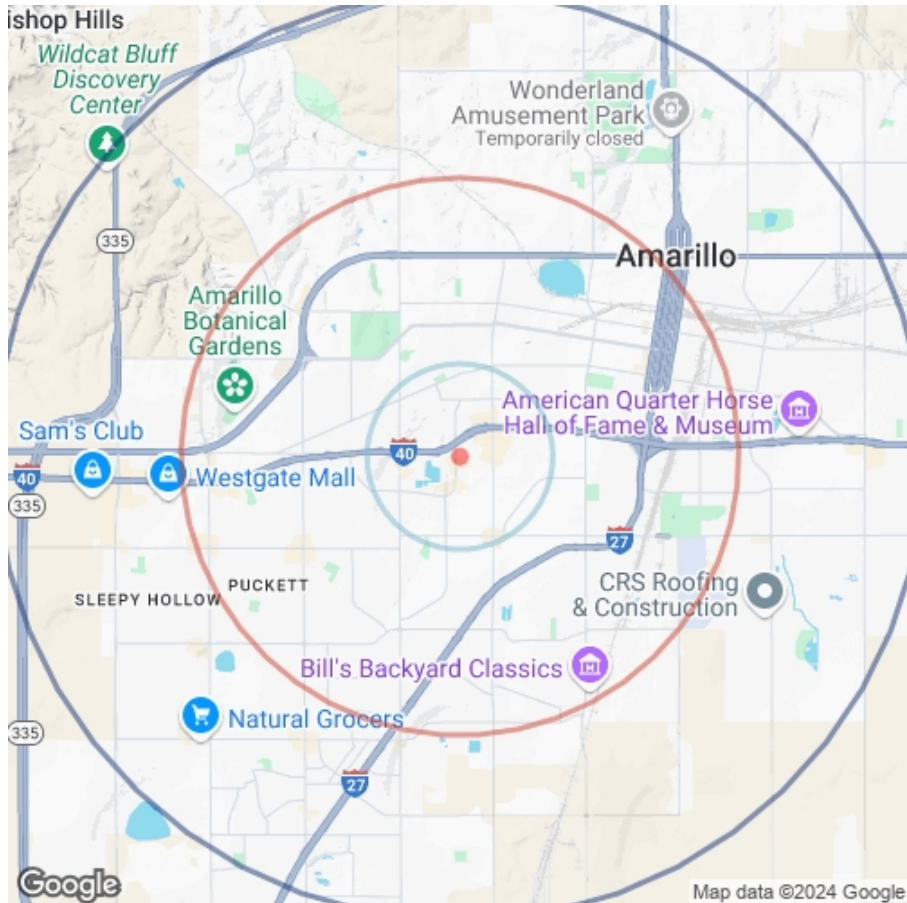 ishop Hills
Wildcat Bluff
Discovery
Center
Wonderland
Amusement Park
Temporarily closed
335
Amarillo
Amarillo
Botanical
Gardens
American Quarter Horse
Hall of Fame & Museum
Sam's Club
40
40
Westgate Mall
335
27
PUCKETT
SLEEPY HOLLOW
CRS Roofing
& Construction
Bill's Backyard Classics
Natural Grocers
335
27
Google
Map data ©2024 Google